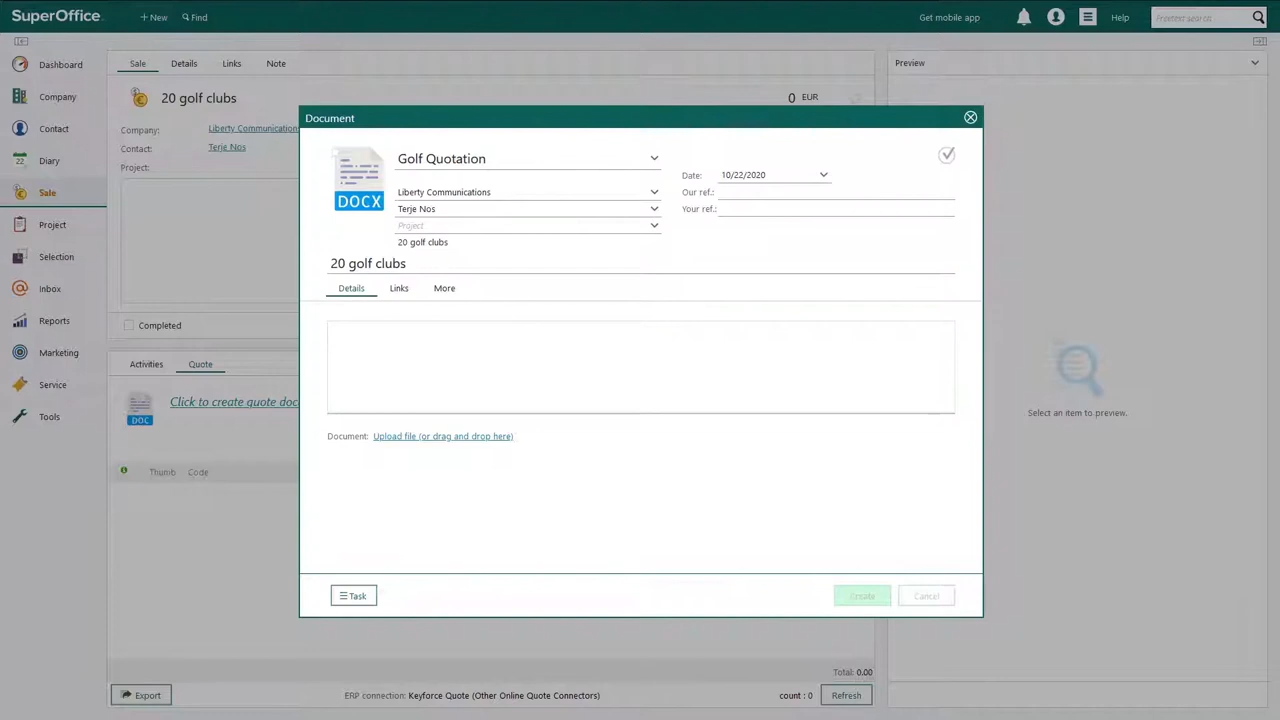 SuperOffice
+ New
Find
Get mobile app
Help
Freetext search
Dashboard
Company
Contact
22
Diary
Sale
Project
Selection
Inbox
Reports
Marketing
Service
Tools
Sale
Details
Links
Note
20 golf clubs
0 EUR
Company:
Liberty Communications
Contact:
Terje Nos
Project:
Completed
Activities
Quote
DOC
Click to create quote doc
Thumb
Code
Total: 0.00
Export
ERP connection: Keyforce Quote (Other Online Quote Connectors)
count : 0
Refresh
Preview
Select an item to preview.
Document
DOCX
Golf Quotation
Liberty Communications
Terje Nos
Project
20 golf clubs
Date:
10/22/2020
Our ref.:
Your ref.:
20 golf clubs
Details
Links
More
Document:
Upload file (or drag and drop here)
Task
Create
Cancel